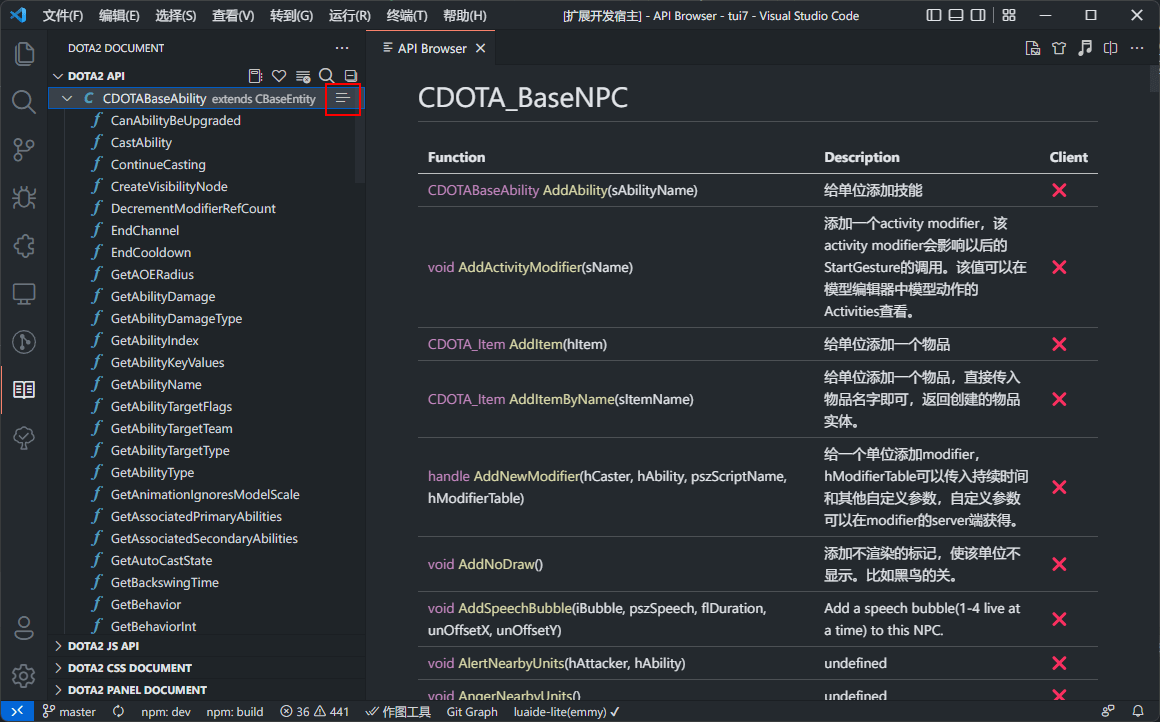 文件(F) 编辑(E) 选择(S) 查看(V) 转到(G) 运行(R) 终端(T) 帮助(H) [扩展开发宿主] - API Browser - tui7 - Visual Studio Code
DOTA2 DOCUMENT
DOTA2 API
CDOTABaseAbility extends CBaseEntity
CanAbilityBeUpgraded
CastAbility
ContinueCasting
CreateVisibilityNode
DecrementModifierRefCount
EndChannel
EndCooldown
GetAOERadius
GetAbilityDamage
GetAbilityDamageType
GetAbilityIndex
GetAbilityKeyValues
GetAbilityName
GetAbilityTargetFlags
GetAbilityTargetTeam
GetAbilityTargetType
GetAbilityType
GetAnimationIgnoresModelScale
GetAssociatedPrimaryAbilities
GetAssociatedSecondaryAbilities
GetAutoCastState
GetBackswingTime
GetBehavior
GetBehaviorInt
DOTA2 JS API
DOTA2 CSS DOCUMENT
DOTA2 PANEL DOCUMENT
API Browser
CDOTA_BaseNPC
Function Description Client
CDOTABaseAbility AddAbility(sAbilityName) 给单位添加技能
void AddActivityModifier(sName)
添加一个activity modifier，该
activity modifier会影响以后的
StartGesture的调用。该值可以在
模型编辑器中模型动作的
Activities查看。
CDOTA_Item AddItem(hItem) 给单位添加一个物品
CDOTA_Item AddItemByName(sItemName)
给单位添加一个物品，直接传入
物品名字即可，返回创建的物品
实体。
handle AddNewModifier(hCaster, hAbility, pszScriptName,
hModifierTable)
给一个单位添加modifier，
hModifierTable可以传入持续时间
和其他自定义参数，自定义参数
可以在modifier的server端获得。
void AddNoDraw()
添加不渲染的标记，使该单位不
显示。比如黑鸟的关。
void AddSpeechBubble(iBubble, pszSpeech, flDuration,
unOffsetX, unOffsetY)
Add a speech bubble(1-4 live at
a time) to this NPC.
void AlertNearbyUnits(hAttacker, hAbility) undefined
void AngerNearbyUnits() undefined
master npm: dev npm: build 36 441 作图工具 Git Graph luaide-lite(emmy) ✓